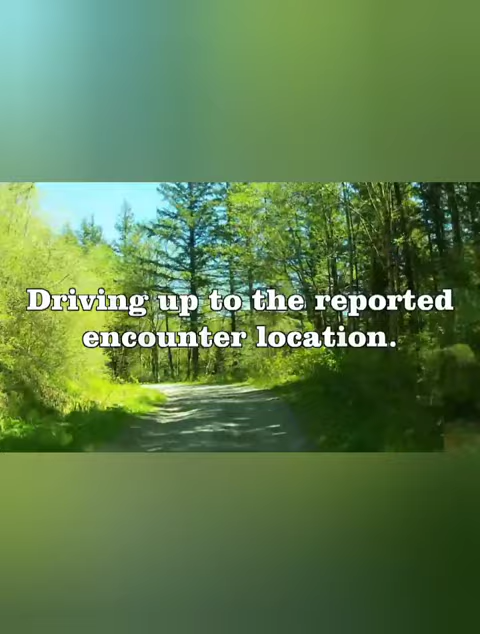 Driving up to the reported
encounter location.